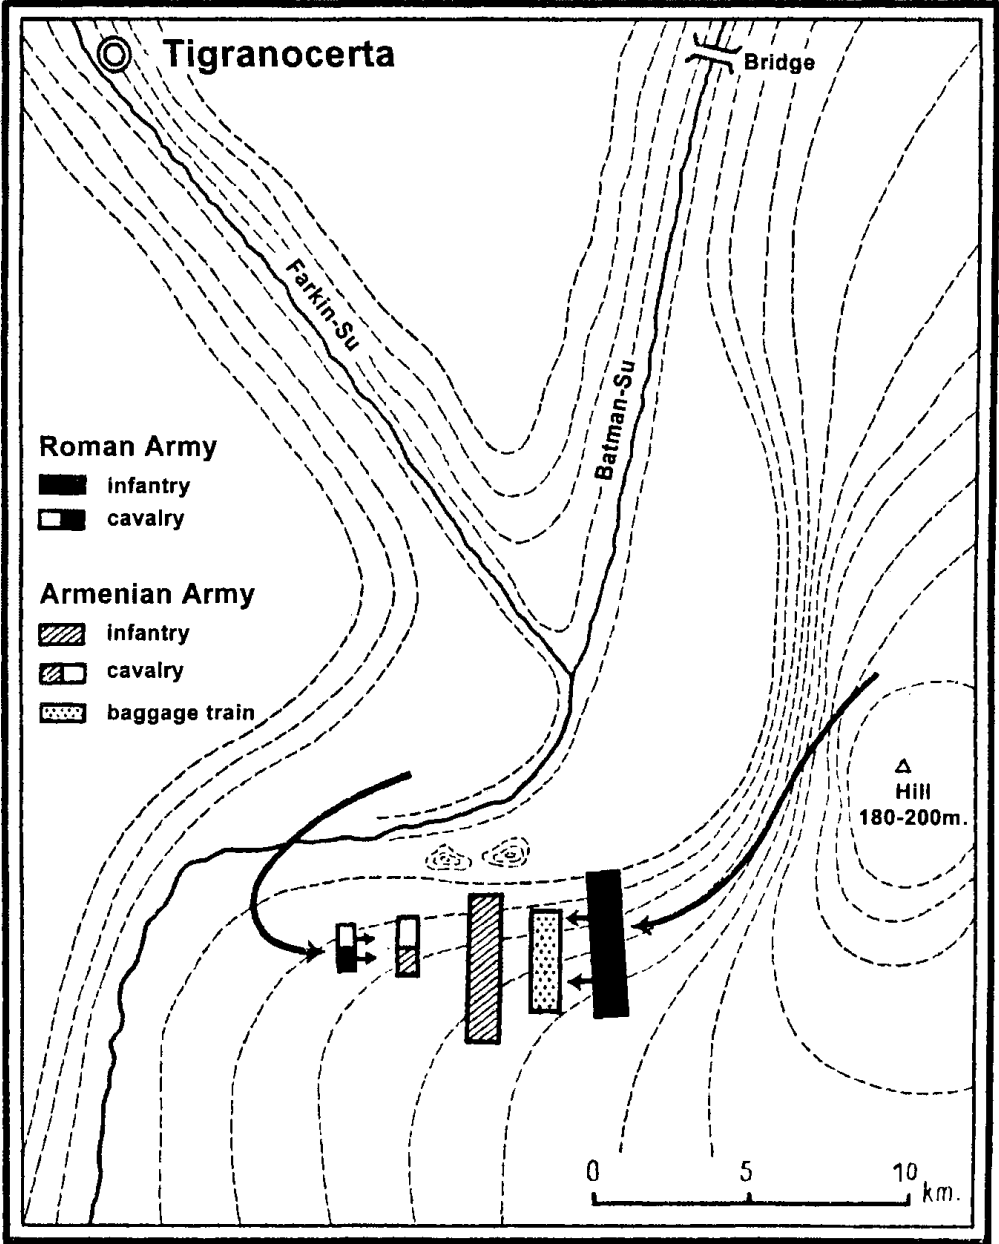 Tigranocerta
Bridge
Farkin-Su
Batman-Su
Roman Army
infantry
cavalry
Armenian Army
infantry
cavalry
baggage train
Hill
180-200m.
0 5 10
km.